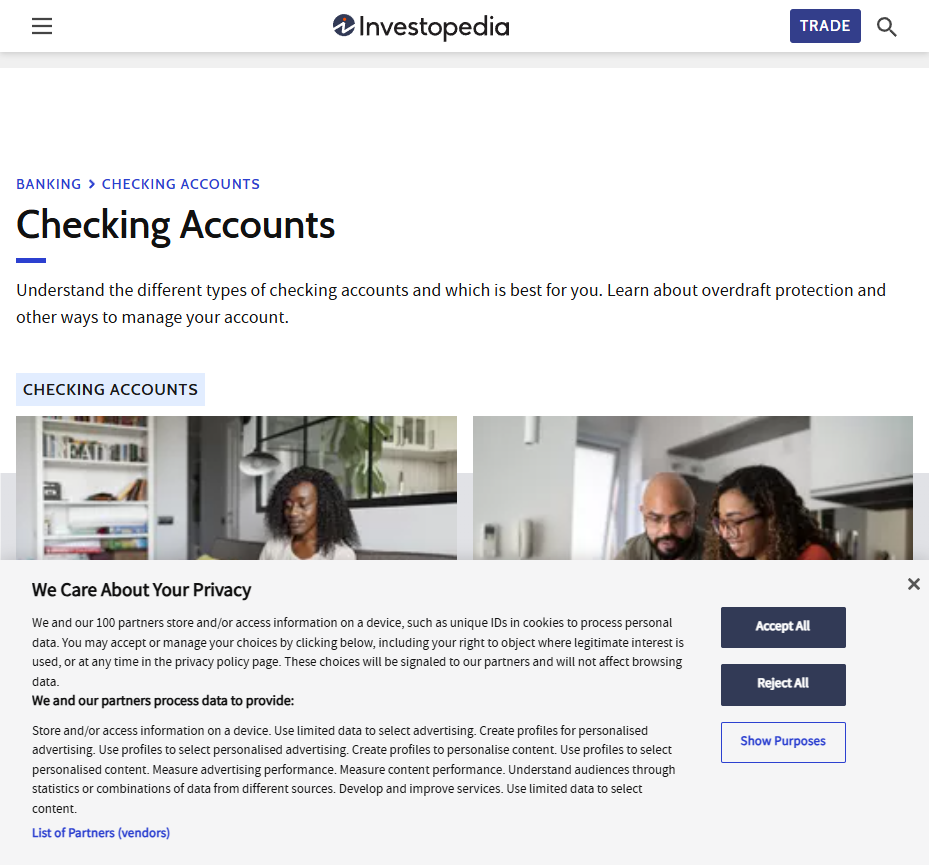 Investopedia
TRADE
BANKING > CHECKING ACCOUNTS
Checking Accounts
Understand the different types of checking accounts and which is best for you. Learn about overdraft protection and
other ways to manage your account.
CHECKING ACCOUNTS
EAT
We Care About Your Privacy
We and our 100 partners store and/or access information on a device, such as unique IDs in cookies to process personal
data. You may accept or manage your choices by clicking below, including your right to object where legitimate interest is
used, or at any time in the privacy policy page. These choices will be signaled to our partners and will not affect browsing
data.
We and our partners process data to provide:
Store and/or access information on a device. Use limited data to select advertising. Create profiles for personalised
advertising. Use profiles to select personalised advertising. Create profiles to personalise content. Use profiles to select
personalised content. Measure advertising performance. Measure content performance. Understand audiences through
statistics or combinations of data from different sources. Develop and improve services. Use limited data to select
content.
List of Partners (vendors)
Accept All
Reject All
Show Purposes